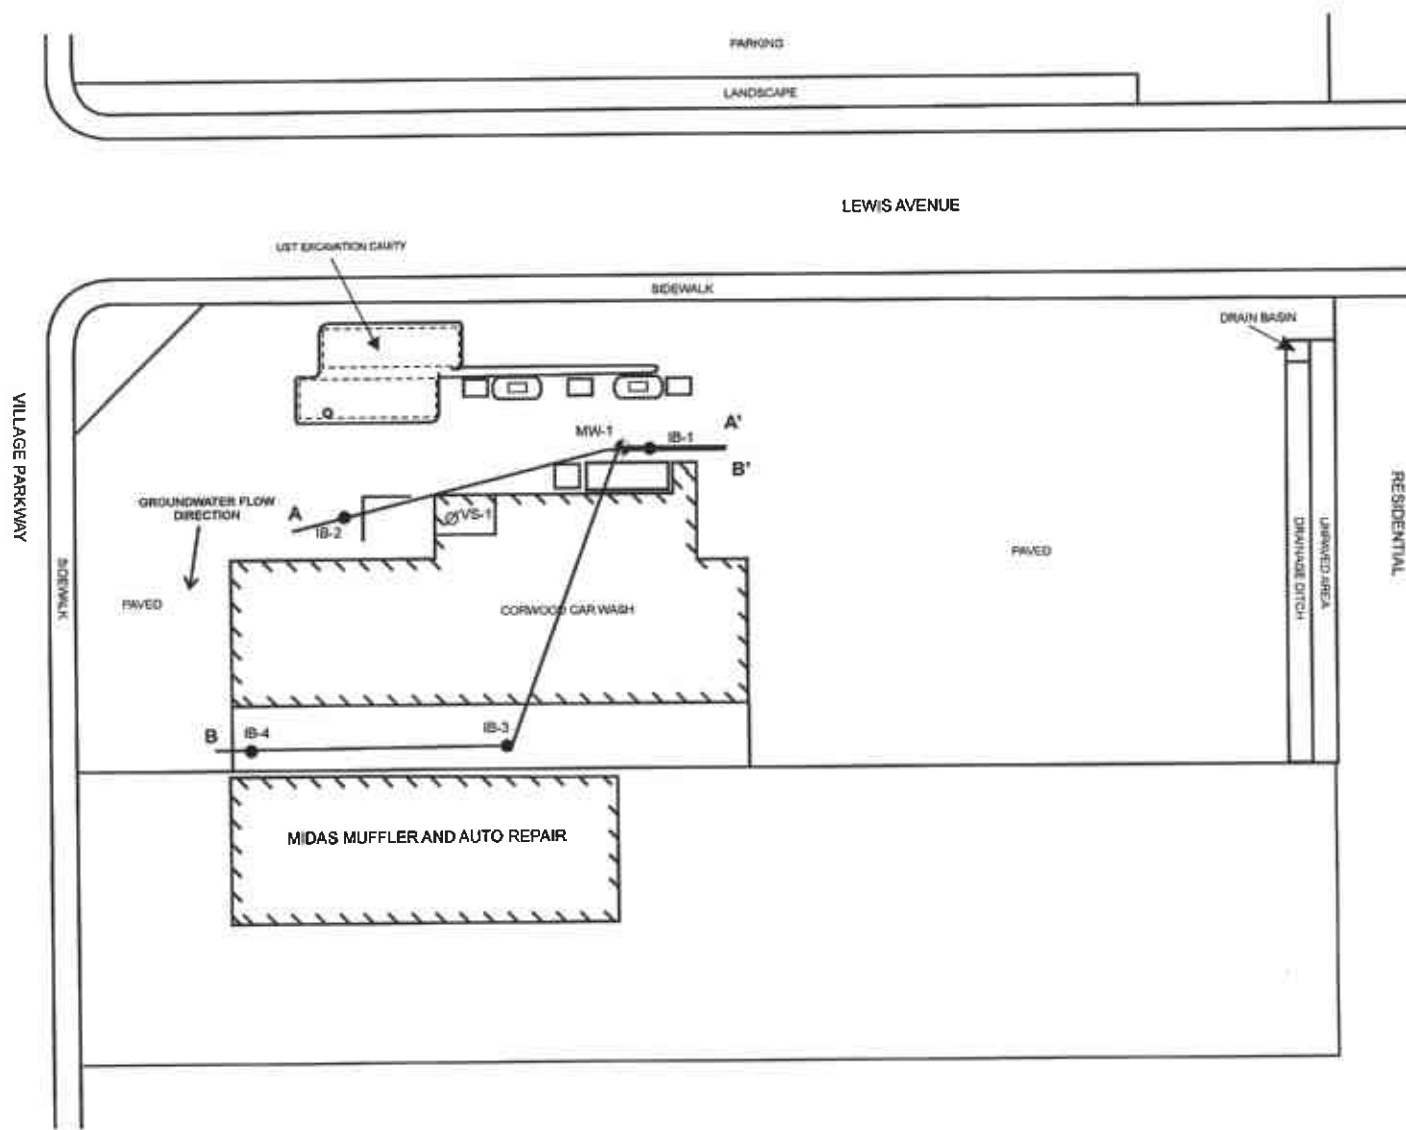 PARKING
LANDSCAPE
LEWIS AVENUE
UST EXCAVATION CAVITY
SIDEWALK
DRAIN BASIN
VILLAGE PARKWAY
MW-1
A'
IB-1
B'
RESIDENTIAL
GROUNDWATER FLOW
DIRECTION
A
IB-2
VS-1
PAVED
SIDEWALK
PAVED
CORWOOD CAR WASH
DRAINAGE DITCH
UNPAVED AREA
B
IB-4
IB-3
MIDAS MUFFLER AND AUTO REPAIR